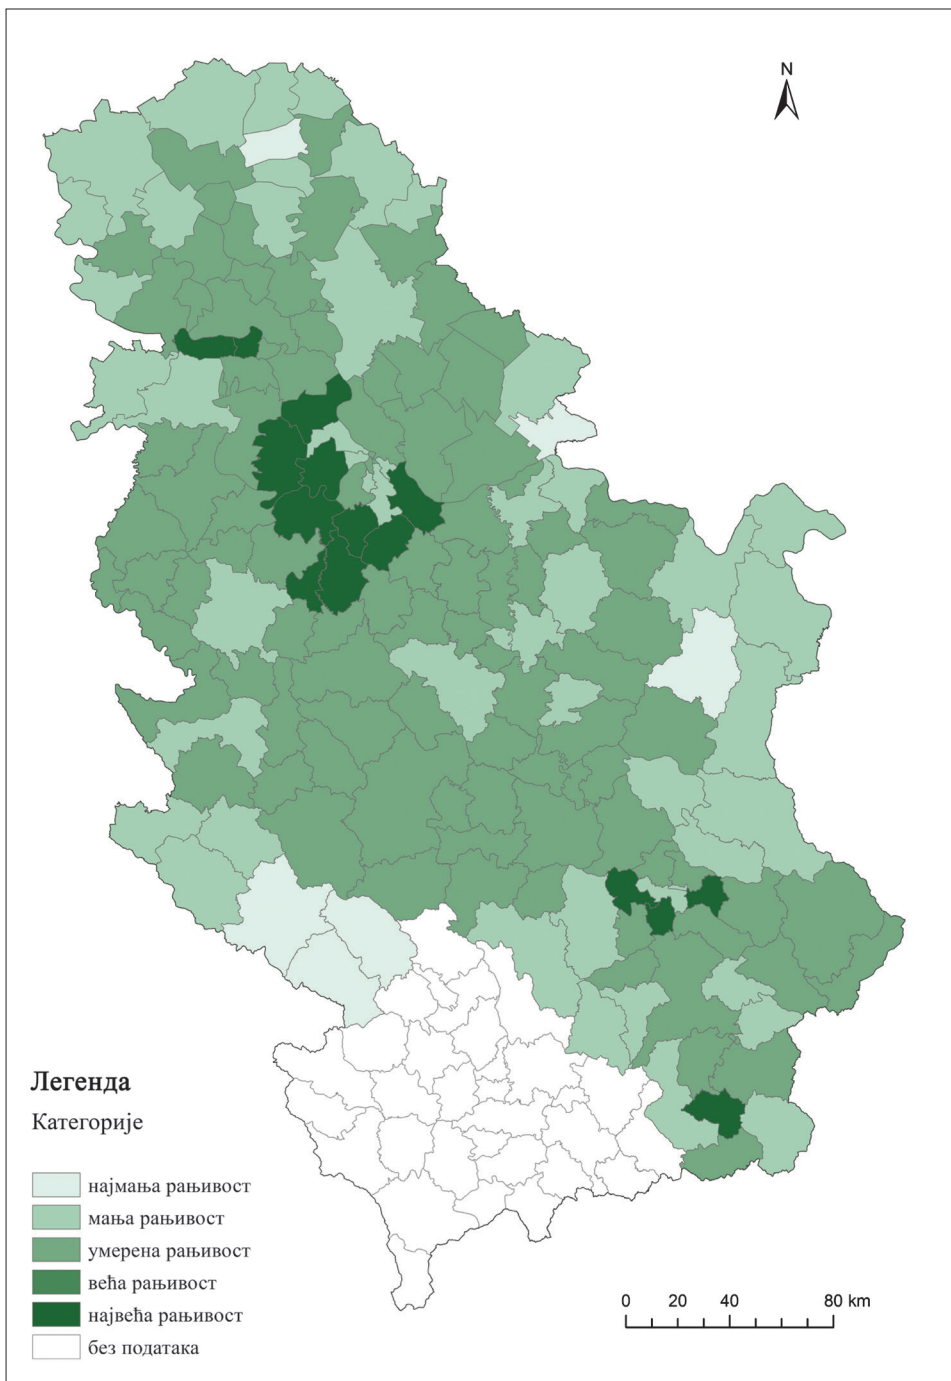 N
Легенда
Категорије
најмања рањивост
мања рањивост
умерена рањивост
већа рањивост
највећа рањивост
без података
0 20 40 80 km